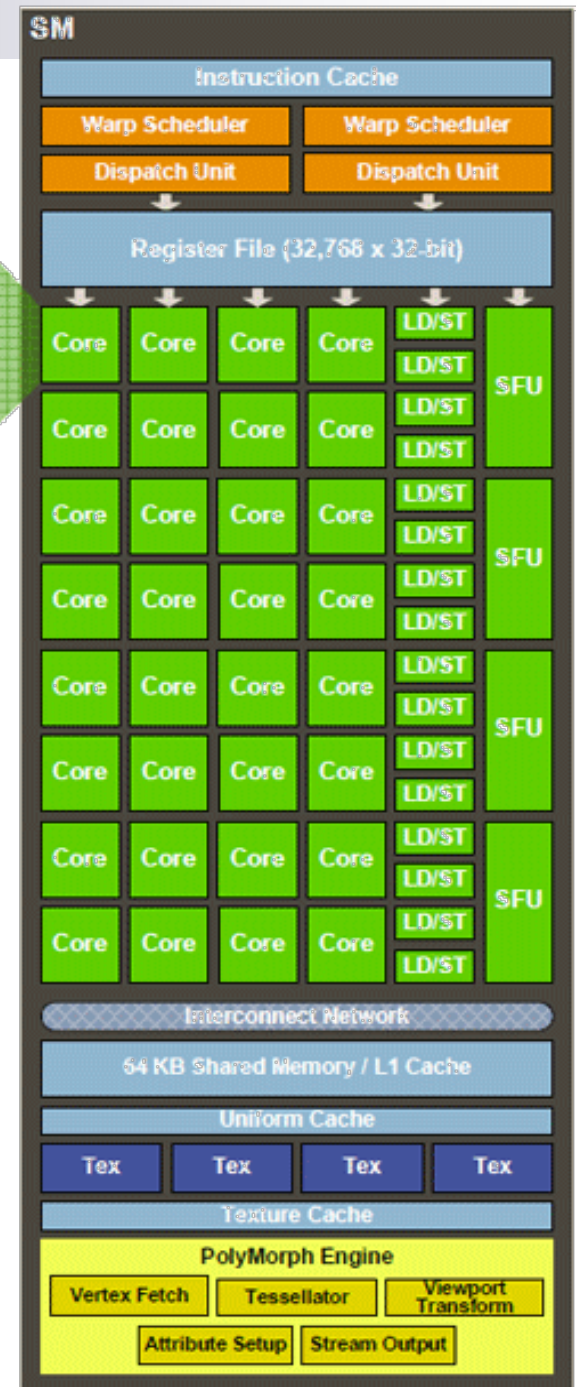 SM
Instruction Cache
Warp Scheduler Warp Scheduler
Dispatch Unit Dispatch Unit
Register File (32,768 x 32-bit)
Core Core Core Core LD/ST SFU
LD/ST
Core Core Core Core LD/ST
LD/ST
Core Core Core Core LD/ST SFU
LD/ST
Core Core Core Core LD/ST
LD/ST
Core Core Core Core LD/ST SFU
LD/ST
Core Core Core Core LD/ST
LD/ST
Core Core Core Core LD/ST SFU
LD/ST
Core Core Core Core LD/ST
LD/ST
Interconnect Network
64 KB Shared Memory / L1 Cache
Uniform Cache
Tex Tex Tex Tex
Texture Cache
PolyMorph Engine
Vertex Fetch Tessellator Viewport
Transform
Attribute Setup Stream Output